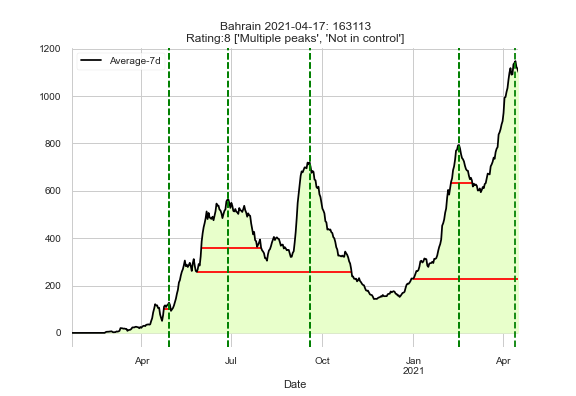 Bahrain 2021-04-17: 163113
Rating:8 ['Multiple peaks', 'Not in control']
1200
Average-7d
1000
800
600
400
200
0
Apr Jul Oct Jan Apr
2021
Date